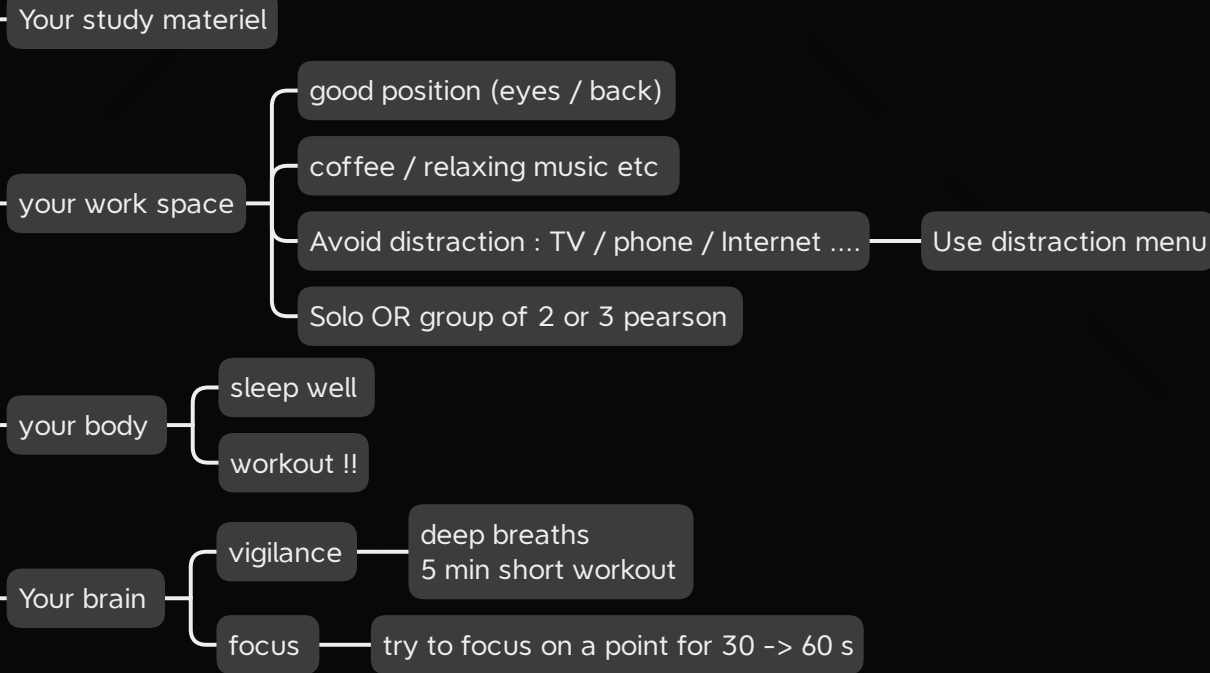 Your study materiel
good position (eyes / back)
coffee / relaxing music etc
your work space
Avoid distraction : TV / phone / Internet ....
Use distraction menu
Solo OR group of 2 or 3 pearson
sleep well
your body
workout !!
deep breaths
vigilance
5 min short workout
Your brain
focus
try to focus on a point for 30 -> 60 s